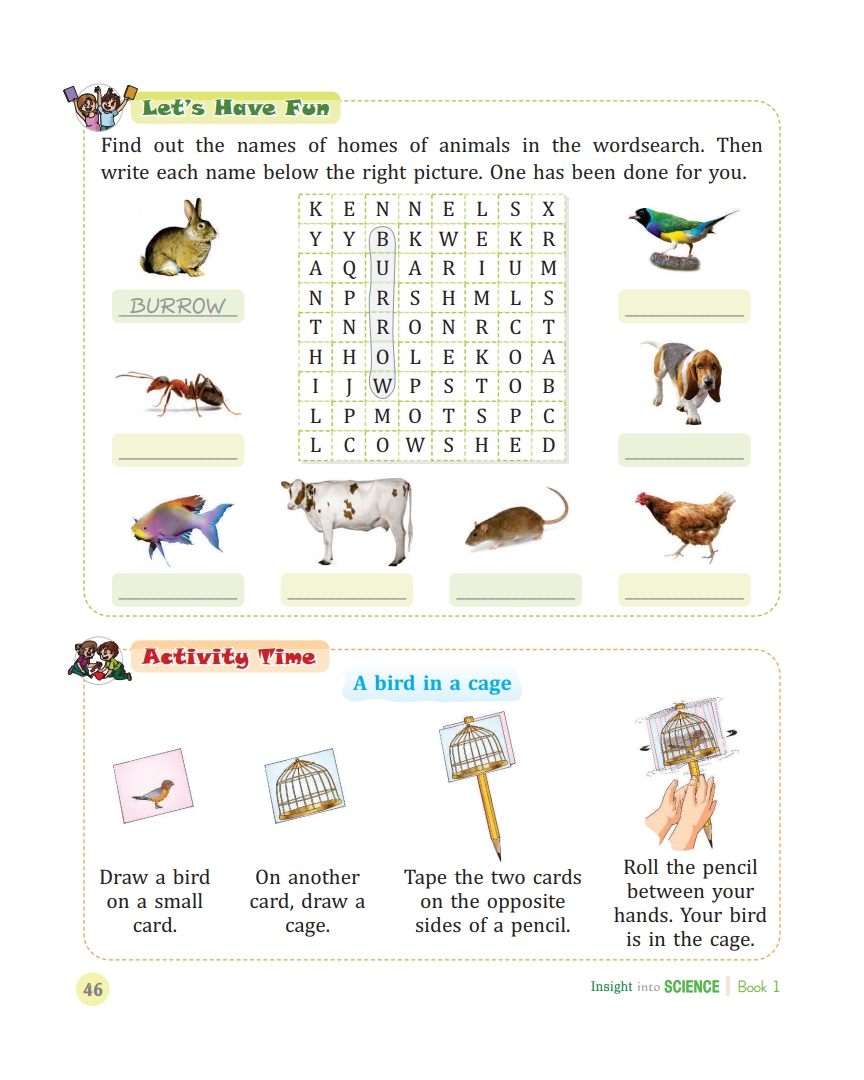 Let's Have Fun
Find out the names of homes of animals in the wordsearch. Then
write each name below the right picture. One has been done for you.
K E N N E L S X
Y Y B K W E K R
A Q U A R I U M
N P R S H M L S
T N R O N R C T
H H O L E K O A
I J W P S T O B
L P M O T S P C
L C O W S H E D
BURROW
Activity Time
A bird in a cage
Draw a bird
on a small
card.
On another
card, draw a
cage.
Tape the two cards
on the opposite
sides of a pencil.
Roll the pencil
between your
hands. Your bird
is in the cage.
46
Insight into SCIENCE | Book 1